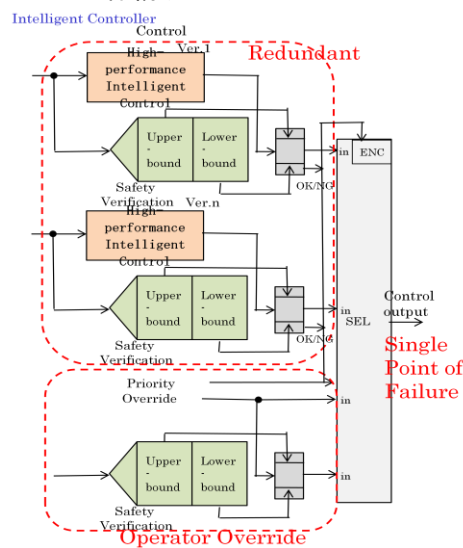 Intelligent Controller
Control
Ver.1
Redundant
High-
performance
Intelligent
Control
Upper
-
bound
Lower
-
bound
ENC
in
OK/NG
Safety
Verification
Ver.n
High-
performance
Intelligent
Control
Upper
-
bound
Lower
-
bound
in
SEL
OK/NG
Control
output
Safety
Verification
Single
Point of
Failure
Priority
Override
in
Upper
-
bound
Lower
-
bound
in
Safety
Verification
Operator Override